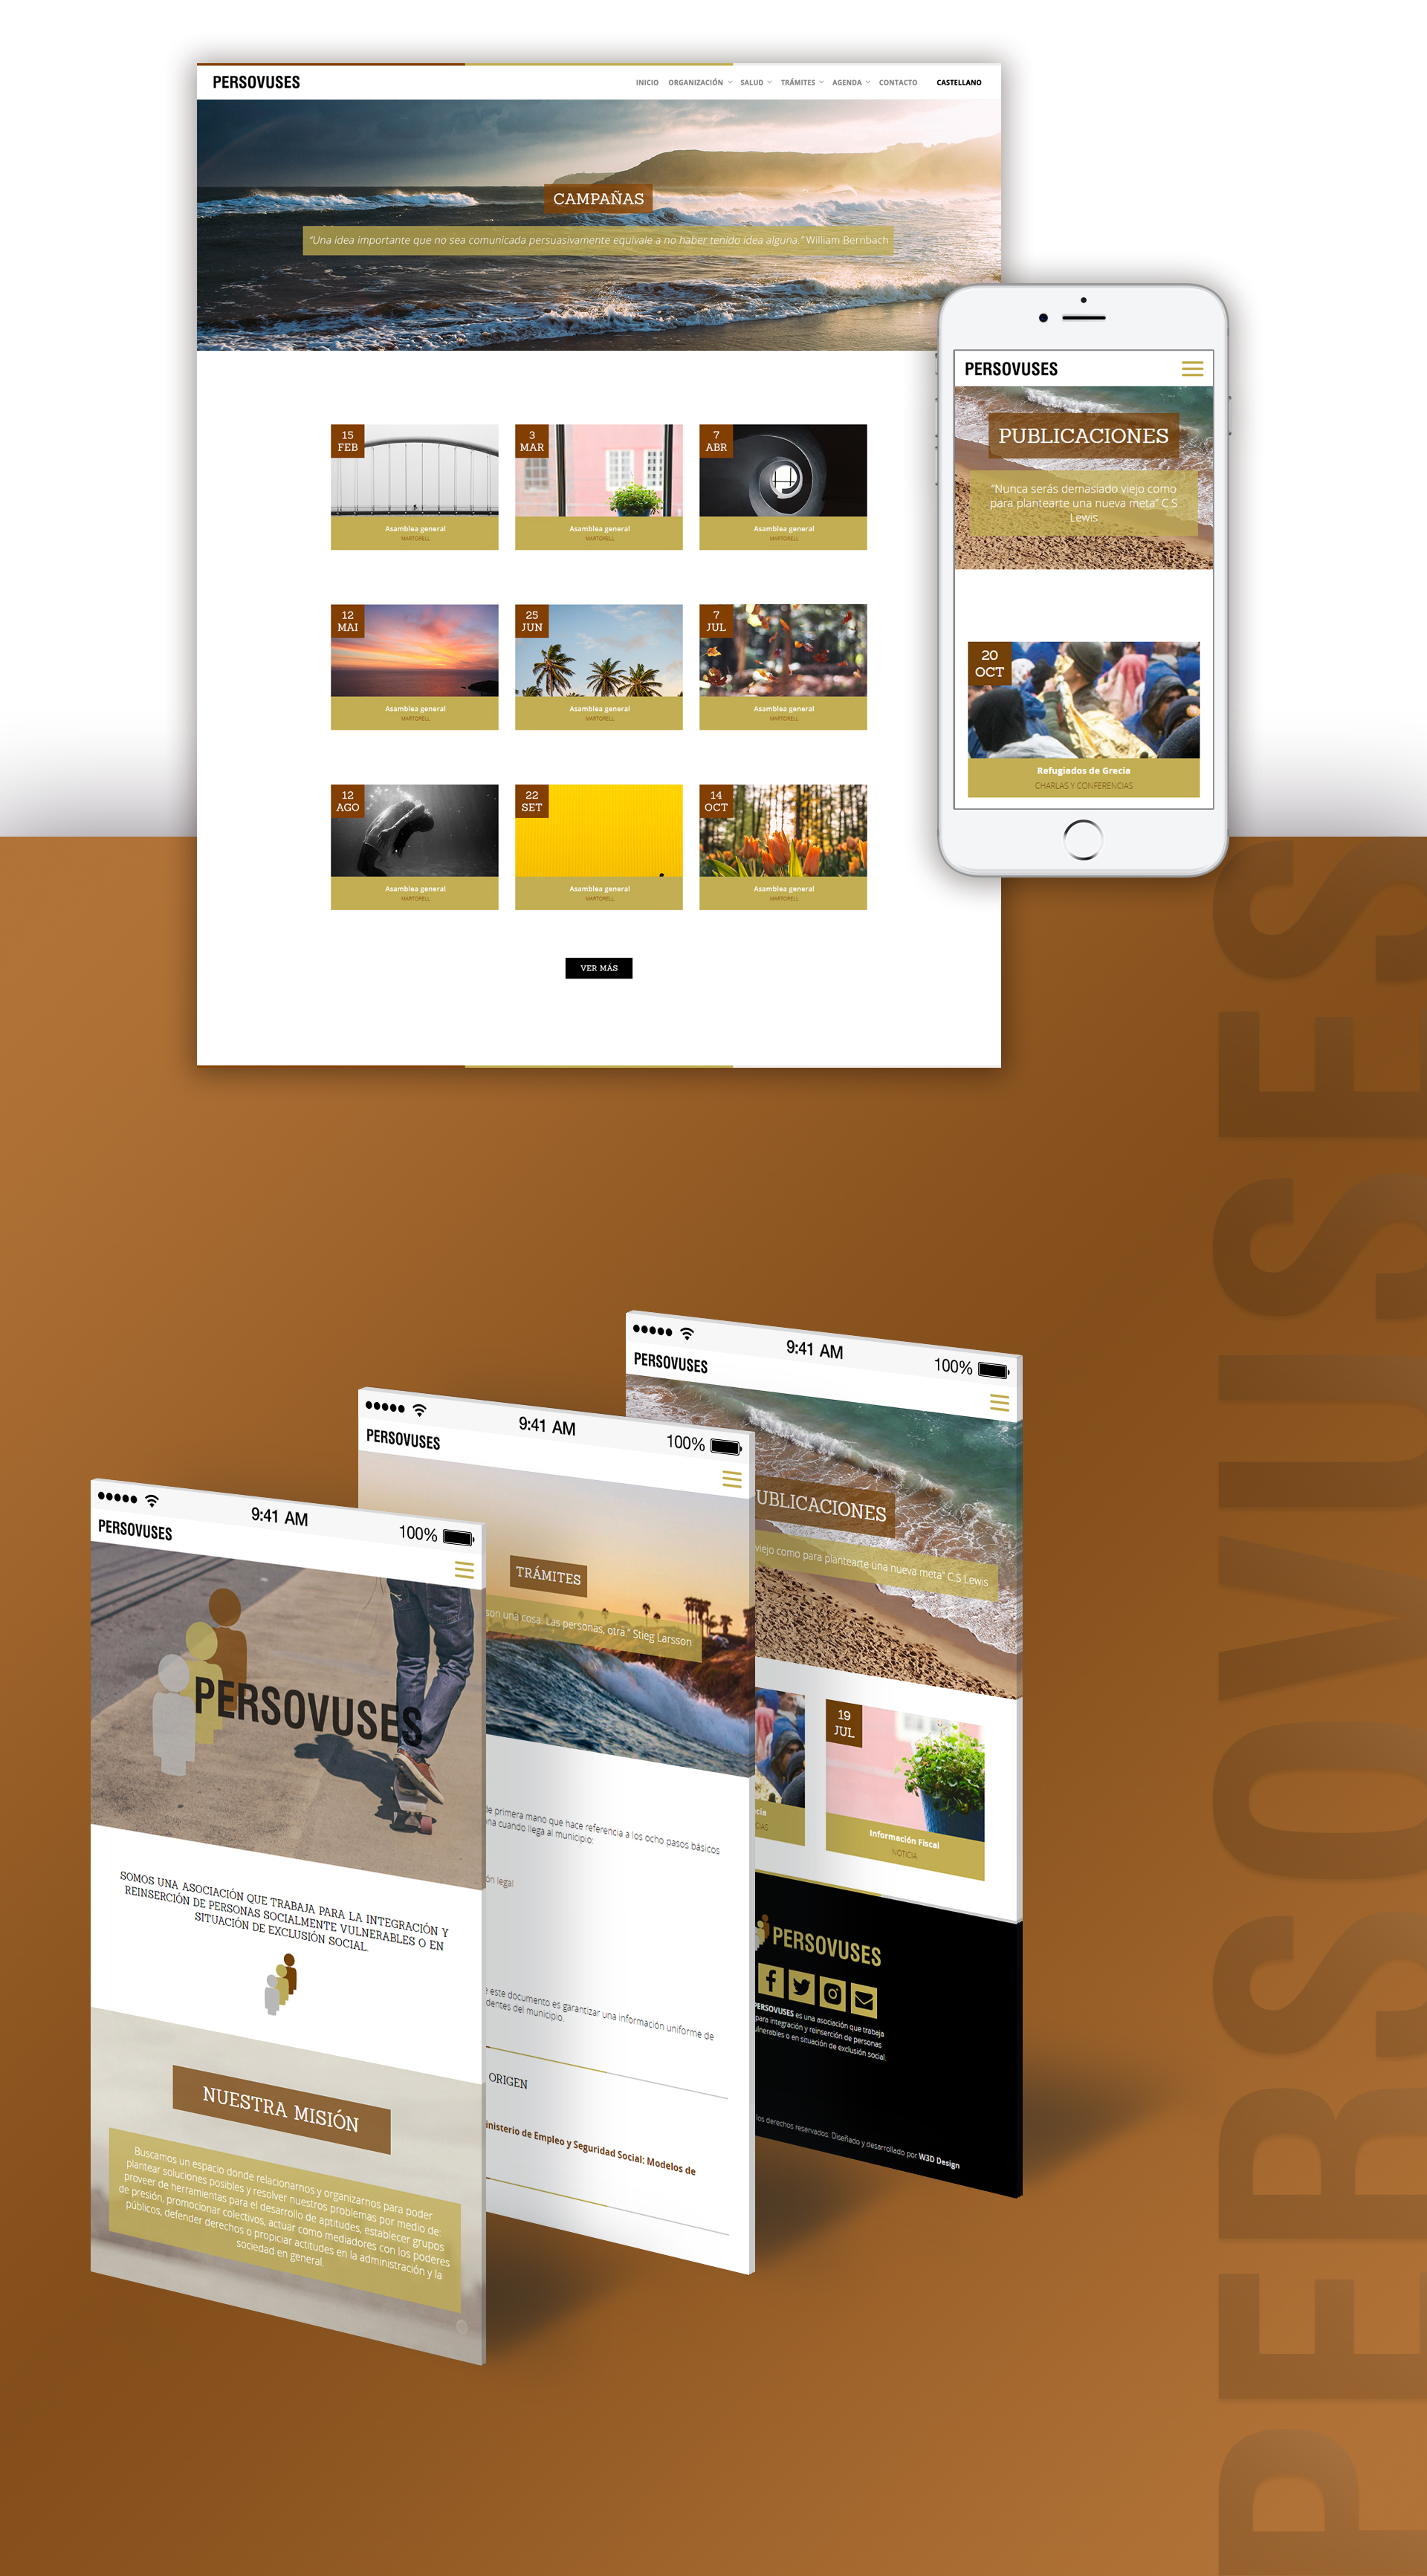 PERSOVUSES
INICIO ORGANIZACIÓN SALUD TRÁMITES AGENDA CONTACTO CASTELLANO
CAMPAÑAS
"Una idea importante que no sea comunicada persuasivamente equivale a no haber tenido idea alguna." William Bernbach
15
FEB
Asamblea general
MARTORELL
3
MAR
Asamblea general
MARTORELL
7
ABR
Asamblea general
MARTORELL
12
MAI
Asamblea general
MARTORELL
25
JUN
Asamblea general
MARTORELL
7
JUL
Asamblea general
MARTORELL
12
AGO
Asamblea general
MARTORELL
22
SET
Asamblea general
MARTORELL
14
OCT
Asamblea general
MARTORELL
VER MÁS
PERSOVUSES
PUBLICACIONES
"Nunca serás demasiado viejo como
para plantearte una nueva meta" C.S
Lewis
20
OCT
Refugiados de Grecia
CHARLAS Y CONFERENCIAS
PERSOVUSES
9:41 AM 100%
PERSOVUSES
PERSOVUSES
SOMOS UNA ASOCIACIÓN QUE TRABAJA PARA LA INTEGRACIÓN Y
REINSERCIÓN DE PERSONAS SOCIALMENTE VULNERABLES O EN
SITUACIÓN DE EXCLUSIÓN SOCIAL.
NUESTRA MISIÓN
Buscamos un espacio donde relacionarnos y organizarnos para poder
plantear soluciones posibles y resolver nuestros problemas por medio de:
proveer de herramientas para el desarrollo de aptitudes, establecer grupos
de presión, promocionar colectivos, actuar como mediadores con los poderes
públicos, defender derechos o propiciar actitudes en la administración y la
sociedad en general.
9:41 AM 100%
PERSOVUSES
TRÁMITES
son una cosa. Las personas, otra." Stieg Larsson
de primera mano que hace referencia a los ocho pasos básicos
cuando llega al municipio:
legal
este documento es garantizar una información uniforme de
del municipio.
ORIGEN
Ministerio de Empleo y Seguridad Social: Modelos de
9:41 AM 100%
PERSOVUSES
UBLICACIONES
viejo como para plantearte una nueva meta" C.S Lewis
19
JUL
Información Fiscal
NOTICIA
PERSOVUSES
PERSOVUSES es una asociación que trabaja
para integración y reinserción de personas
vulnerables o en situación de exclusión social.
los derechos reservados. Diseñado y desarrollado por W3D Design